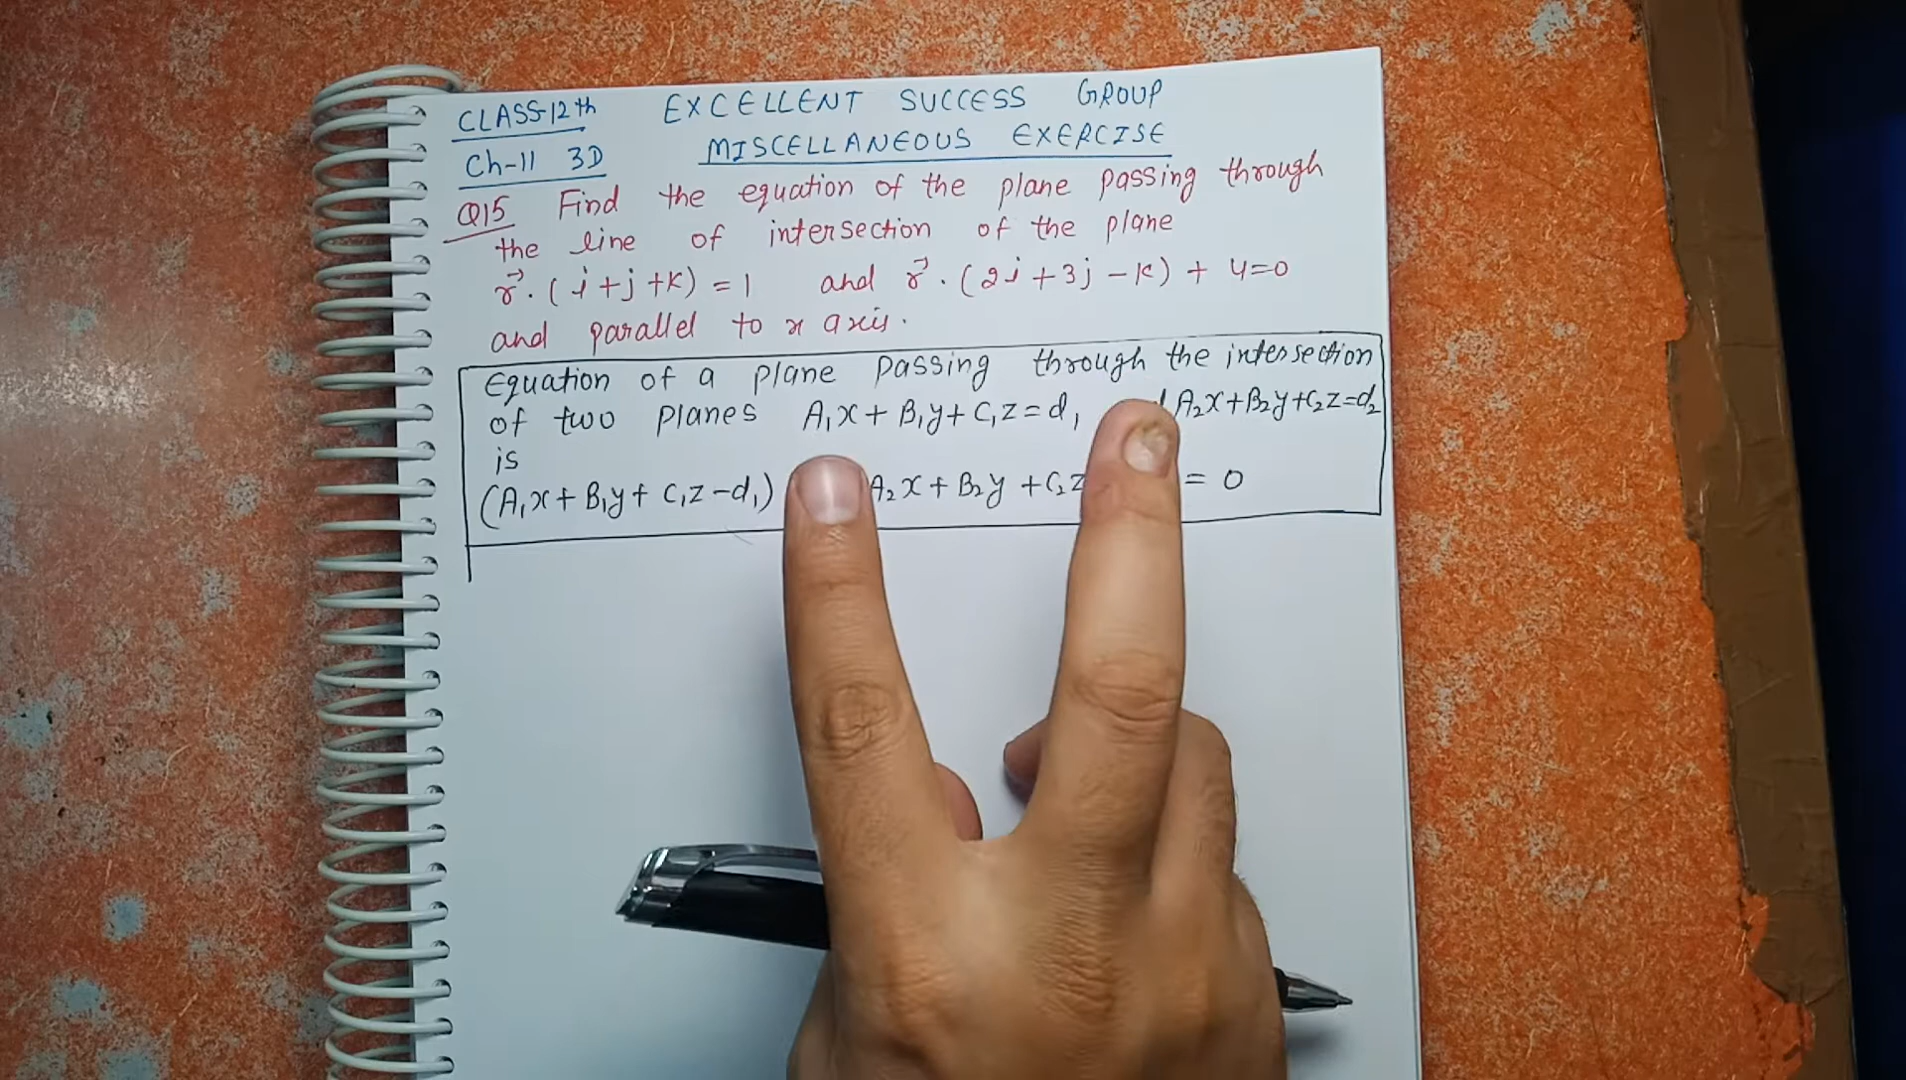 CLASS-12th EXCELLENT SUCCESS GROUP
Ch-11 3D MISCELLANEOUS EXERCISE
Q15 Find the equation of the plane passing through
the line of intersection of the plane
r⃗.(i+j+k) = 1 and r⃗.(2i+3j-k) + 4=0
and parallel to x axis.
Equation of a plane passing through the intersection
of two planes A₁x + B₁y + C₁z = d₁ A₂x+B₂y+C₂z=d₂
is
(A₁x + B₁y + C₁z - d₁) A₂x + B₂y + C₂z = 0